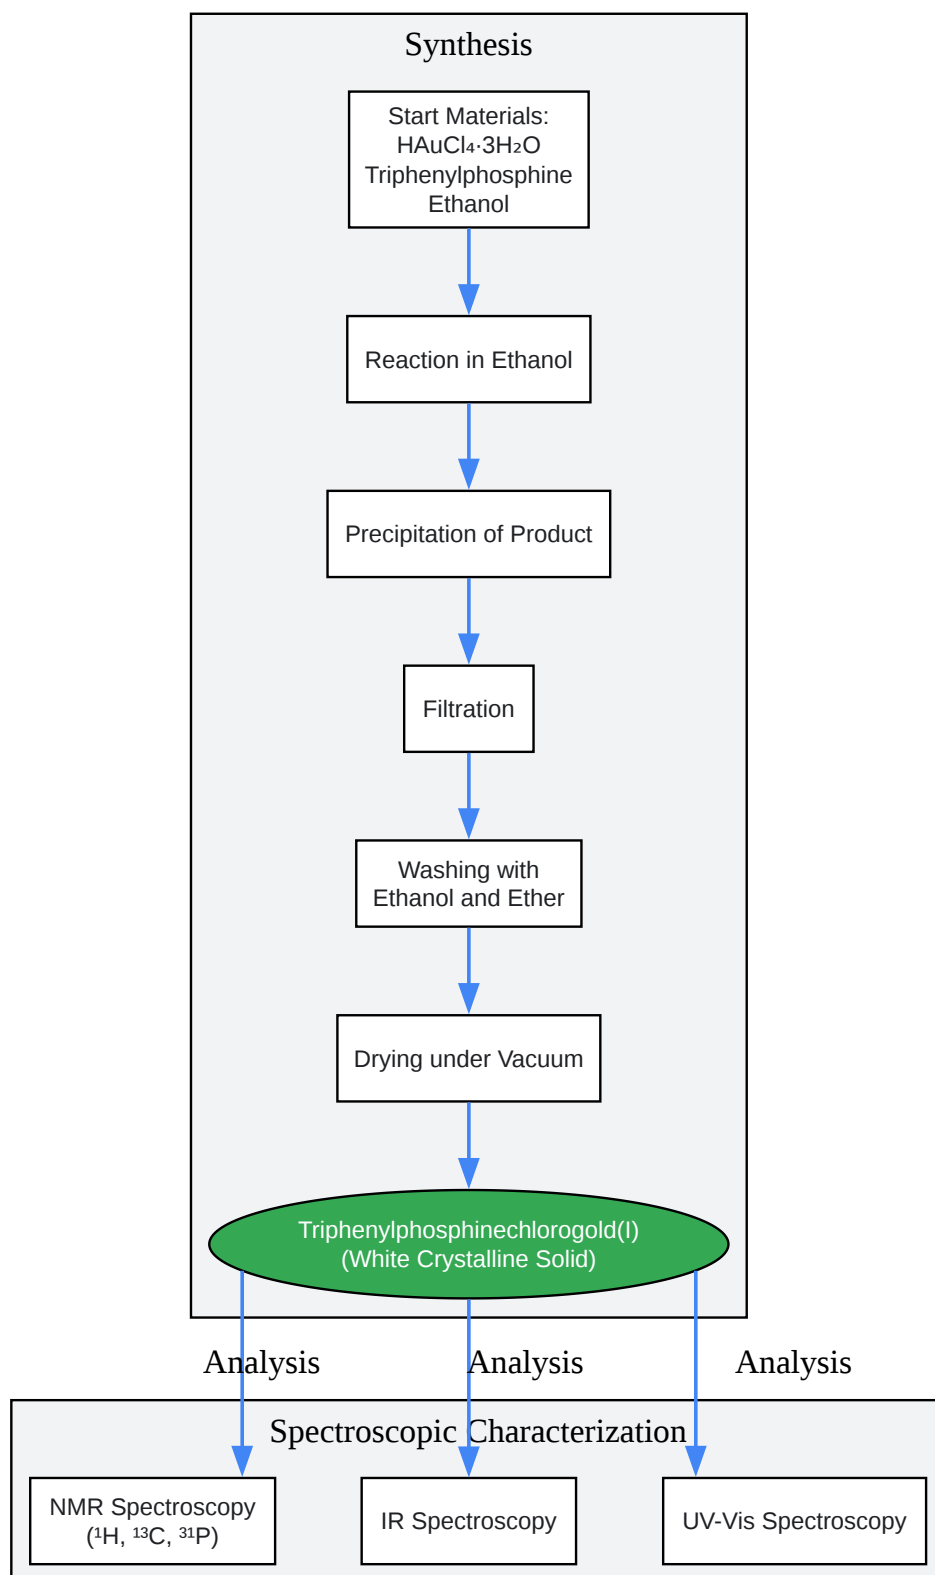 Synthesis
Start Materials:
HAuCl₄·3H₂O
Triphenylphosphine
Ethanol
Reaction in Ethanol
Precipitation of Product
Filtration
Washing with
Ethanol and Ether
Drying under Vacuum
Triphenylphosphinechlorogold(I)
(White Crystalline Solid)
Analysis
Analysis
Analysis
Spectroscopic Characterization
NMR Spectroscopy
(¹H, ¹³C, ³¹P)
IR Spectroscopy
UV-Vis Spectroscopy